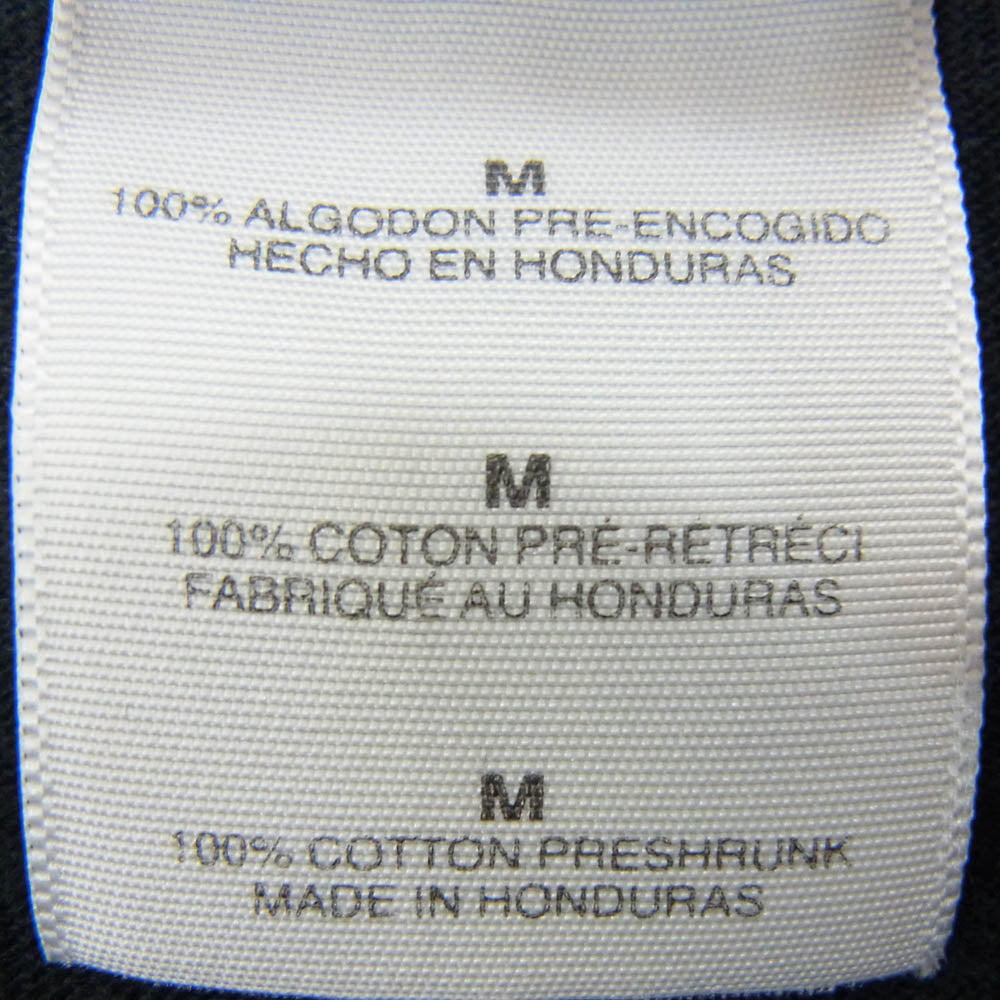 M
100% ALGODON PRE-ENCOGIDO
HECHO EN HONDURAS
M
100% COTON PRÉ-RÉTRÉCI
FABRIQUÉ AU HONDURAS
M
100% COTTON PRESHRUNK
MADE IN HONDURAS